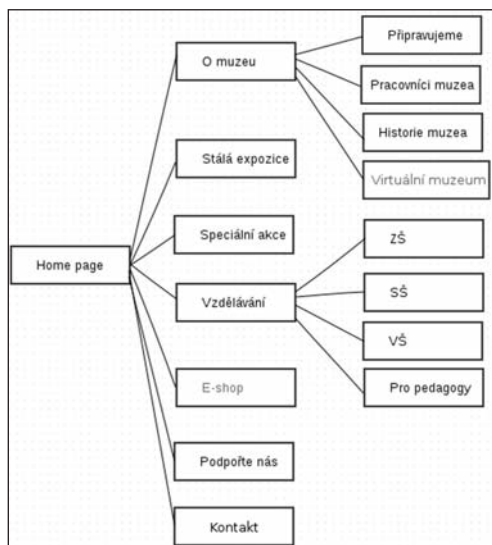 Home page
O muzeu
Připravujeme
Pracovníci muzea
Historie muzea
Virtuální muzeum
Stálá expozice
Speciální akce
Vzdělávání
ZŠ
SŠ
VŠ
Pro pedagogy
E-shop
Podpořte nás
Kontakt